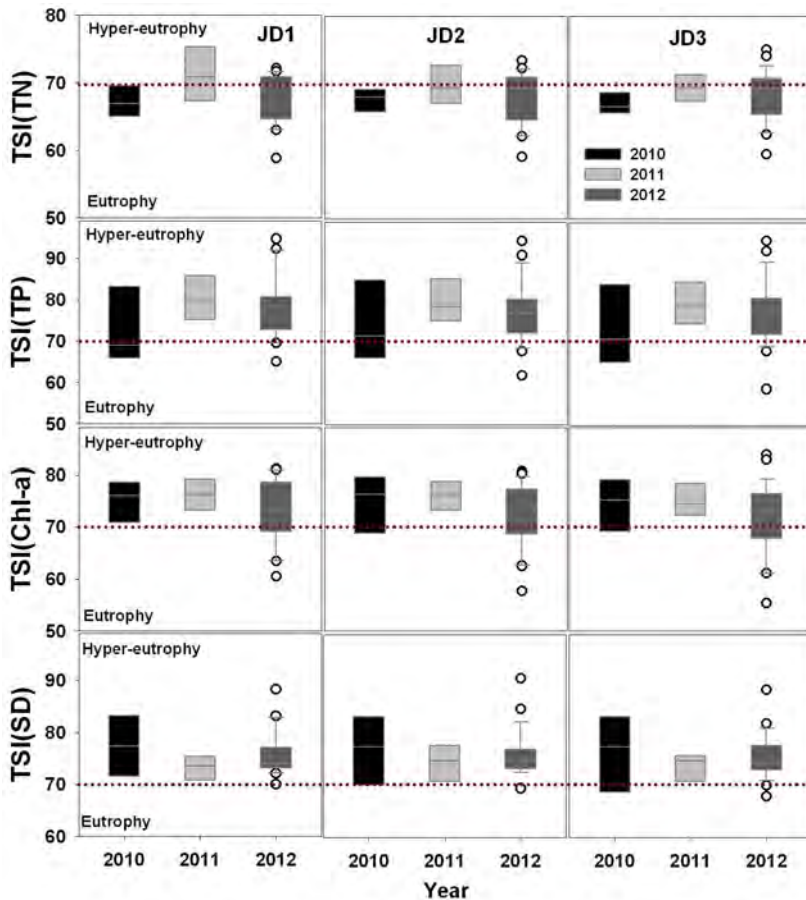 80
Hyper-eutrophy
JD1
JD2
JD3
70
TSI(TN)
60
2010
2011
2012
Eutrophy
50
Hyper-eutrophy
90
80
TSI(TP)
70
60
Eutrophy
50
Hyper-eutrophy
80
TSI(Chl-a)
70
60
Eutrophy
50
Hyper-eutrophy
90
TSI(SD)
80
70
Eutrophy
60
2010 2011 2012 2010 2011 2012 2010 2011 2012
Year